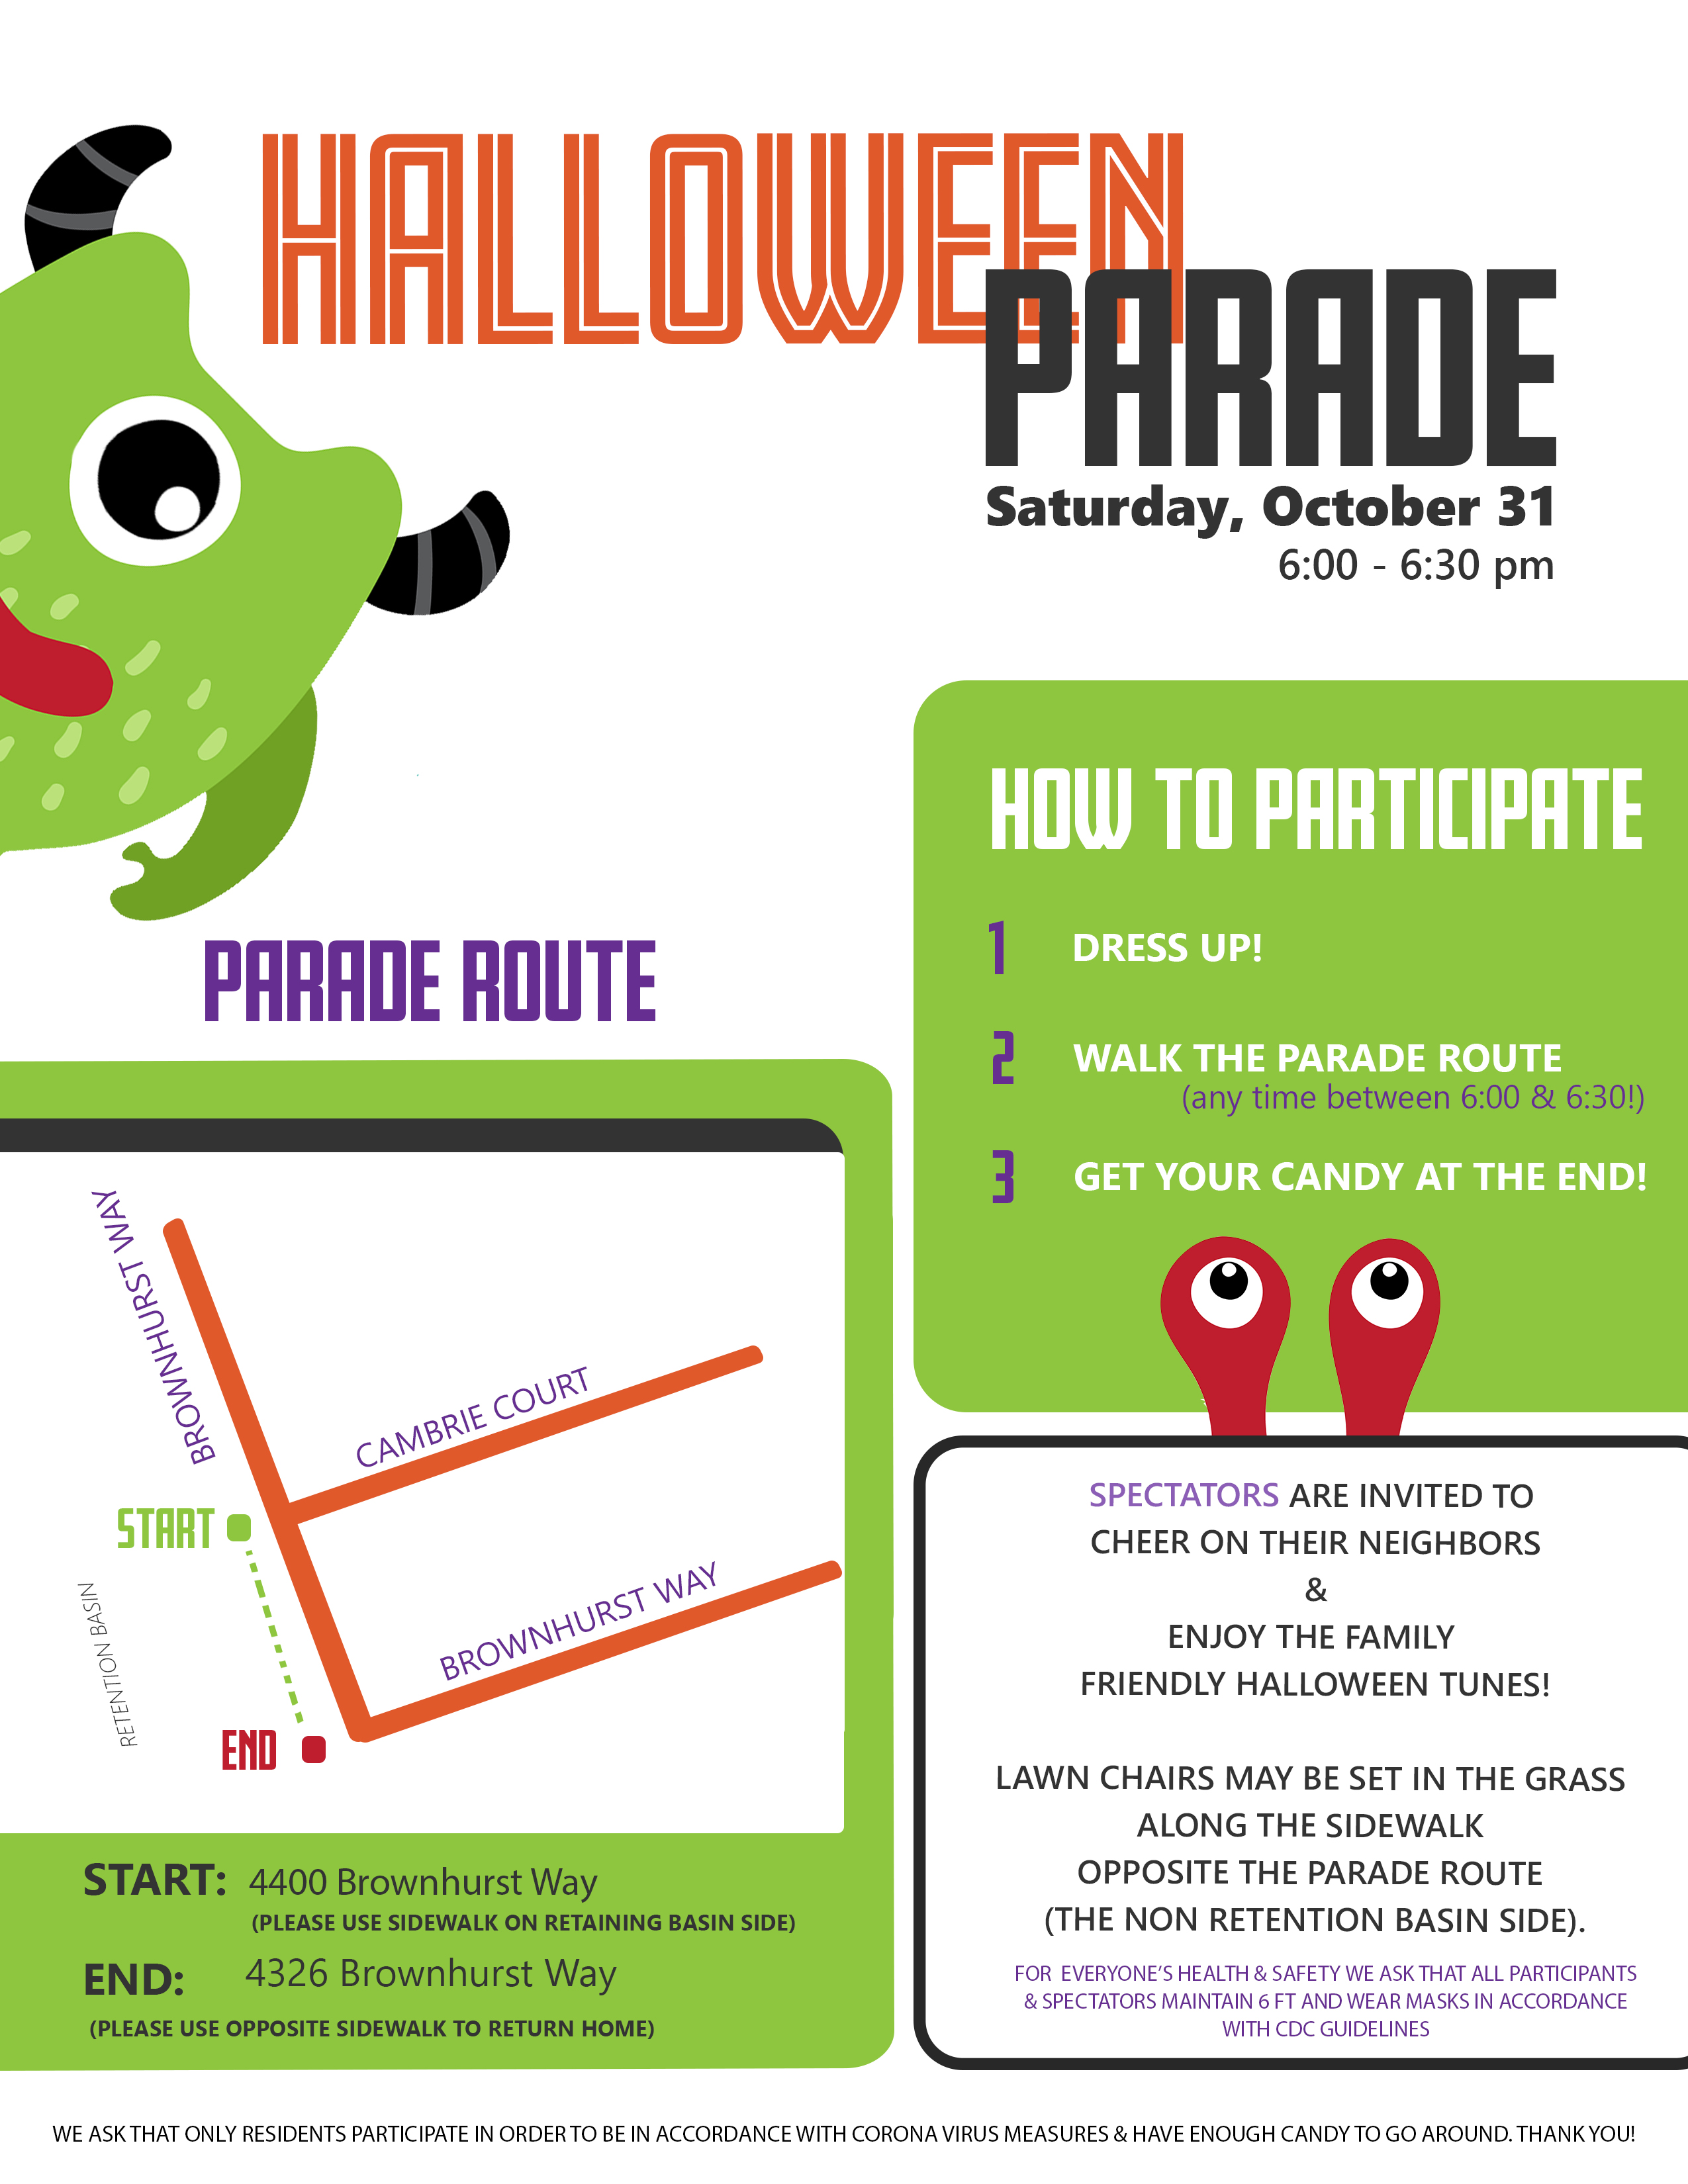 HALLOWEEN
PARADE
Saturday, October 31
6:00 - 6:30 pm
HOW TO PARTICIPATE
1 DRESS UP!
2 WALK THE PARADE ROUTE
(any time between 6:00 & 6:30!)
3 GET YOUR CANDY AT THE END!
PARADE ROUTE
BROWNHURST WAY
CAMBRIE COURT
START
BROWNHURST WAY
RETENTION BASIN
END
START: 4400 Brownhurst Way
(PLEASE USE SIDEWALK ON RETAINING BASIN SIDE)
END: 4326 Brownhurst Way
(PLEASE USE OPPOSITE SIDEWALK TO RETURN HOME)
SPECTATORS ARE INVITED TO
CHEER ON THEIR NEIGHBORS
&
ENJOY THE FAMILY
FRIENDLY HALLOWEEN TUNES!
LAWN CHAIRS MAY BE SET IN THE GRASS
ALONG THE SIDEWALK
OPPOSITE THE PARADE ROUTE
(THE NON RETENTION BASIN SIDE).
FOR EVERYONE'S HEALTH & SAFETY WE ASK THAT ALL PARTICIPANTS
& SPECTATORS MAINTAIN 6 FT AND WEAR MASKS IN ACCORDANCE
WITH CDC GUIDELINES
WE ASK THAT ONLY RESIDENTS PARTICIPATE IN ORDER TO BE IN ACCORDANCE WITH CORONA VIRUS MEASURES & HAVE ENOUGH CANDY TO GO AROUND. THANK YOU!